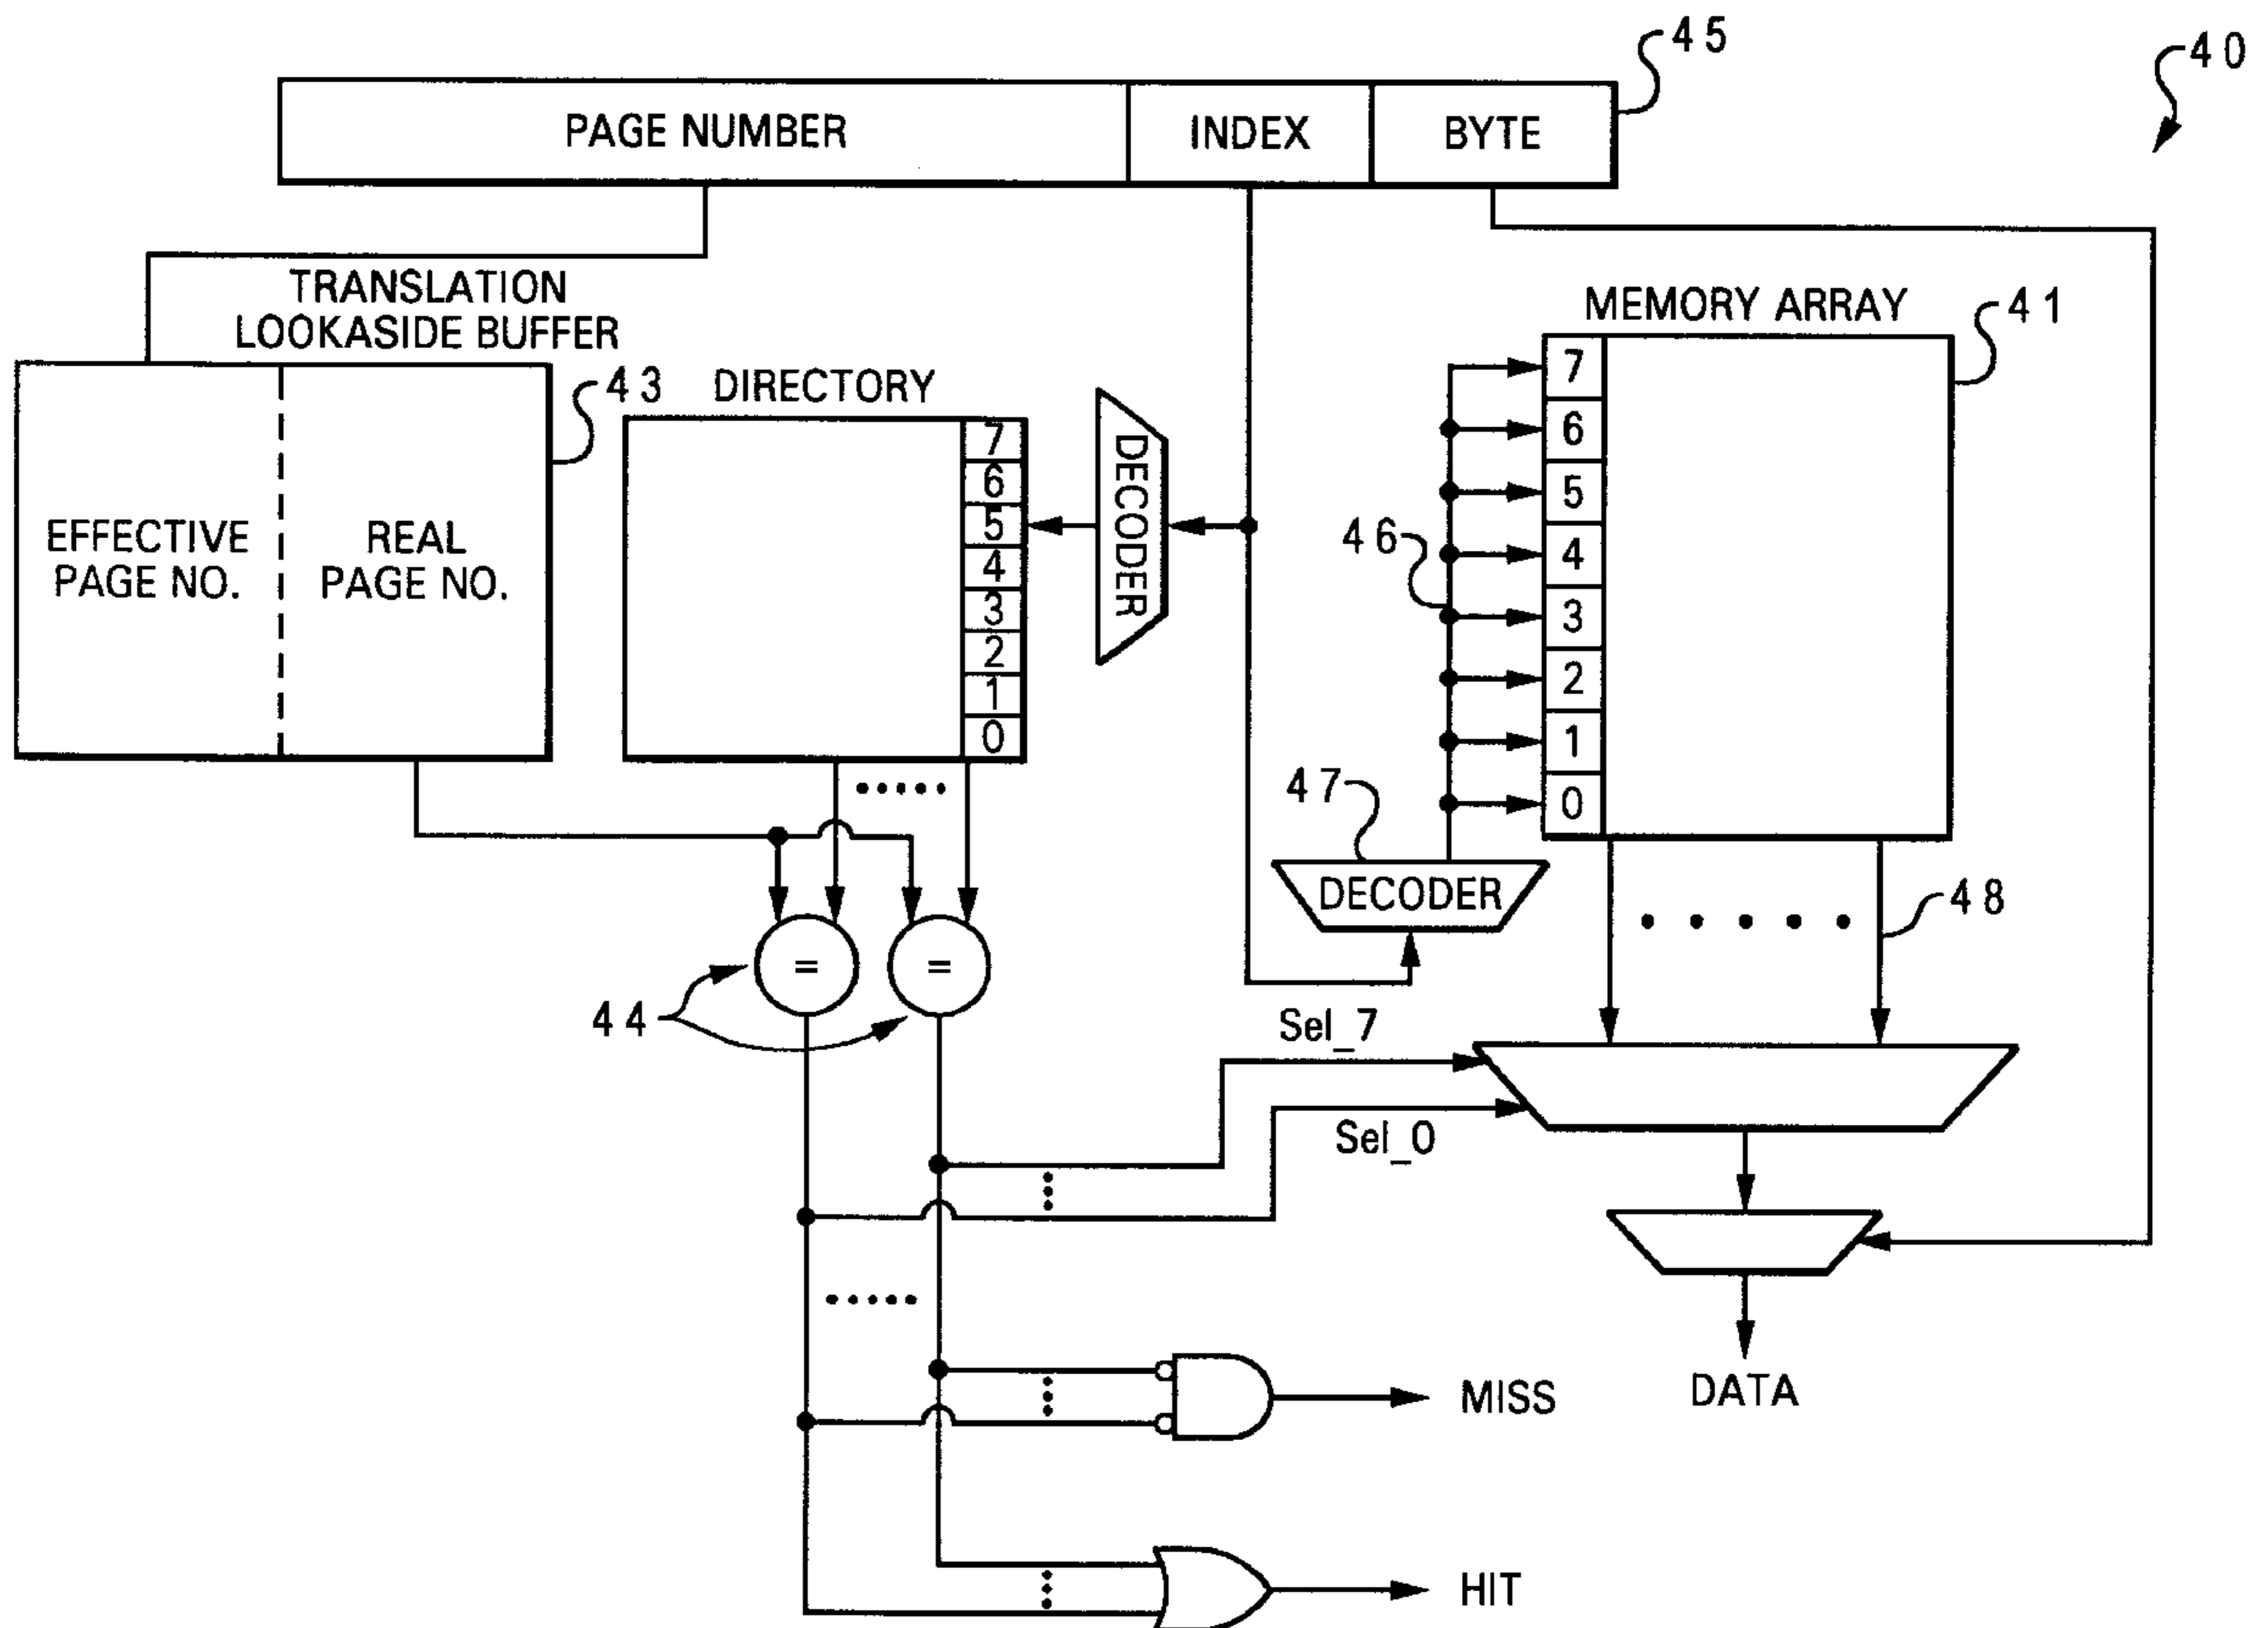 45
40
PAGE NUMBER
INDEX
BYTE
TRANSLATION
LOOKASIDE BUFFER
43
EFFECTIVE
PAGE NO.
REAL
PAGE NO.
DIRECTORY
7
6
5
4
3
2
1
0
DECODER
MEMORY ARRAY
41
46
7
6
5
4
3
2
1
0
47
DECODER
48
=
=
44
Sel_7
Sel_0
DATA
MISS
HIT